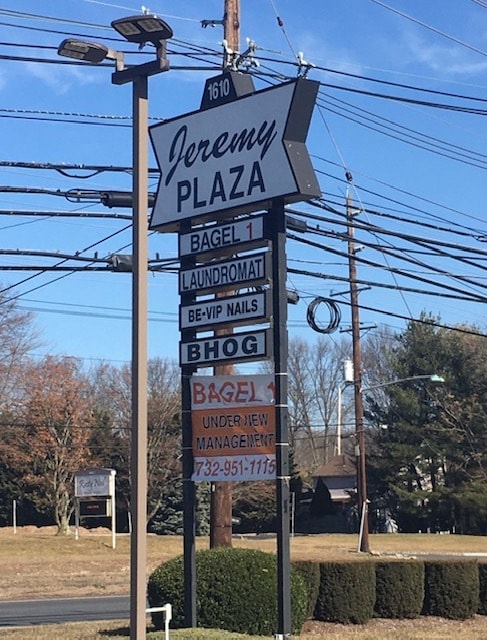 1610
Jeremy
PLAZA
BAGEL 1
LAUNDROMAT
BE-VIP NAILS
BHOG
BAGEL 1
UNDER NEW
MANAGEMENT
732-951-1115